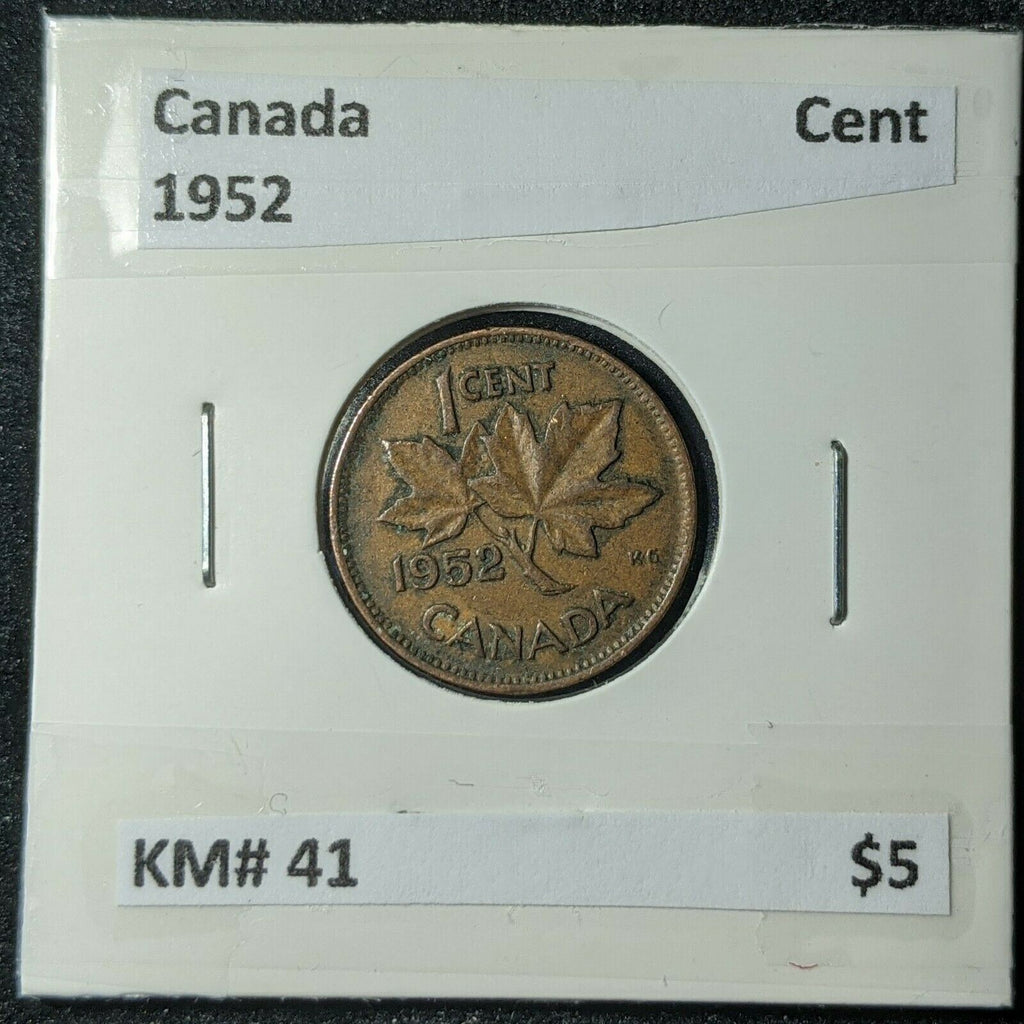 Canada Cent
1952
1 CENT
1952 KG
CANADA
KM# 41 $5